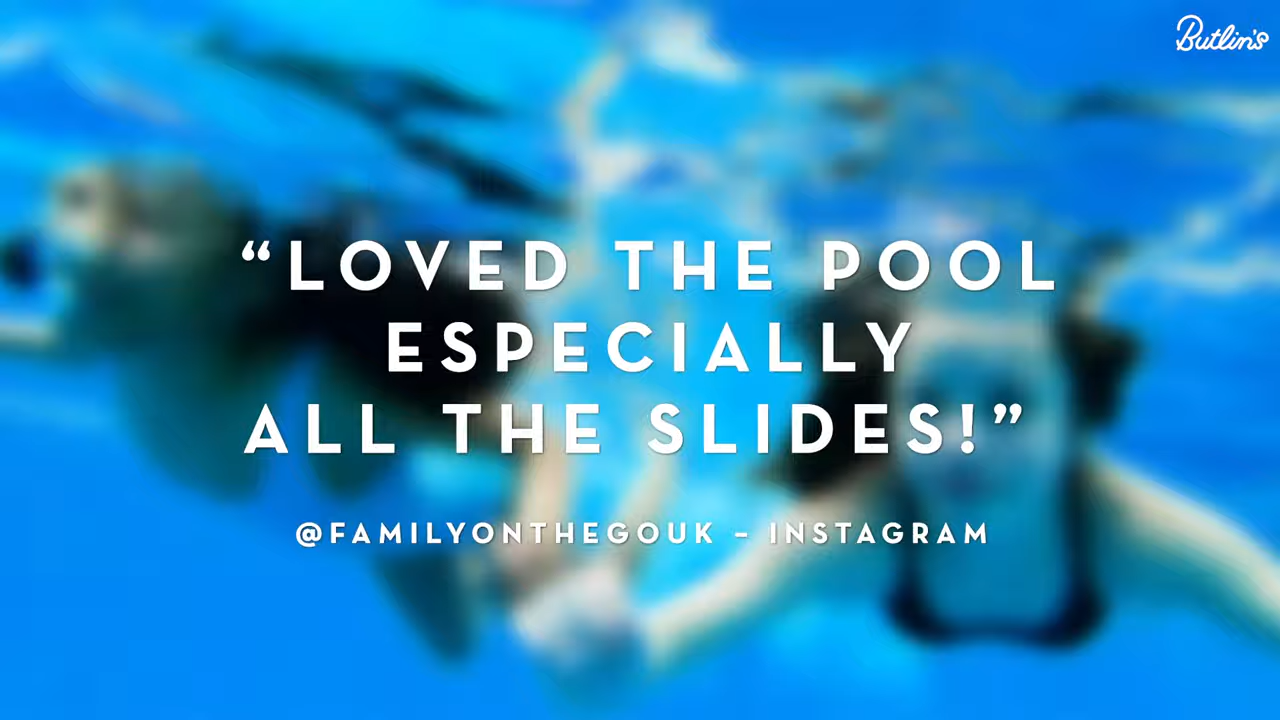 Butlin's
“LOVED THE POOL
ESPECIALLY
ALL THE SLIDES!”
@FAMILYONTHEGOUK – INSTAGRAM